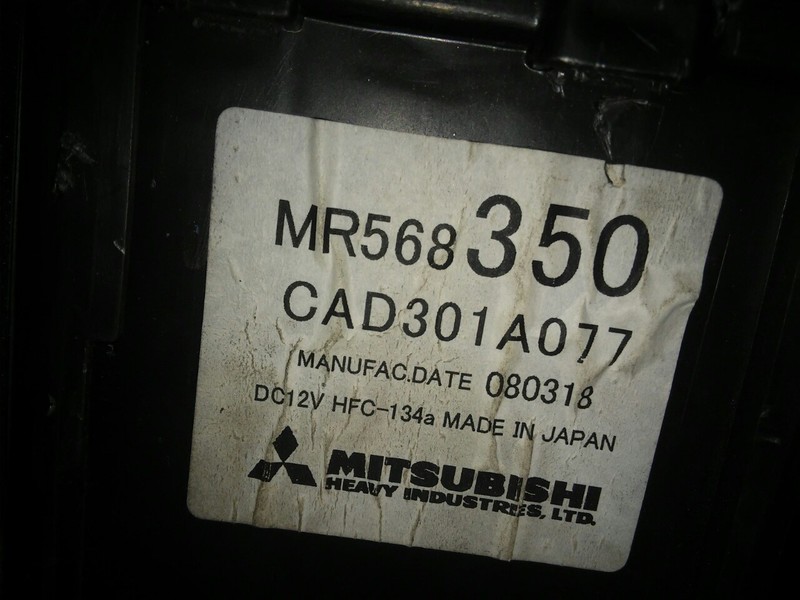 MR568350
CAD301A077
MANUFAC.DATE 080318
DC12V HFC-134a MADE IN JAPAN
MITSUBISHI
HEAVY INDUSTRIES, LTD.